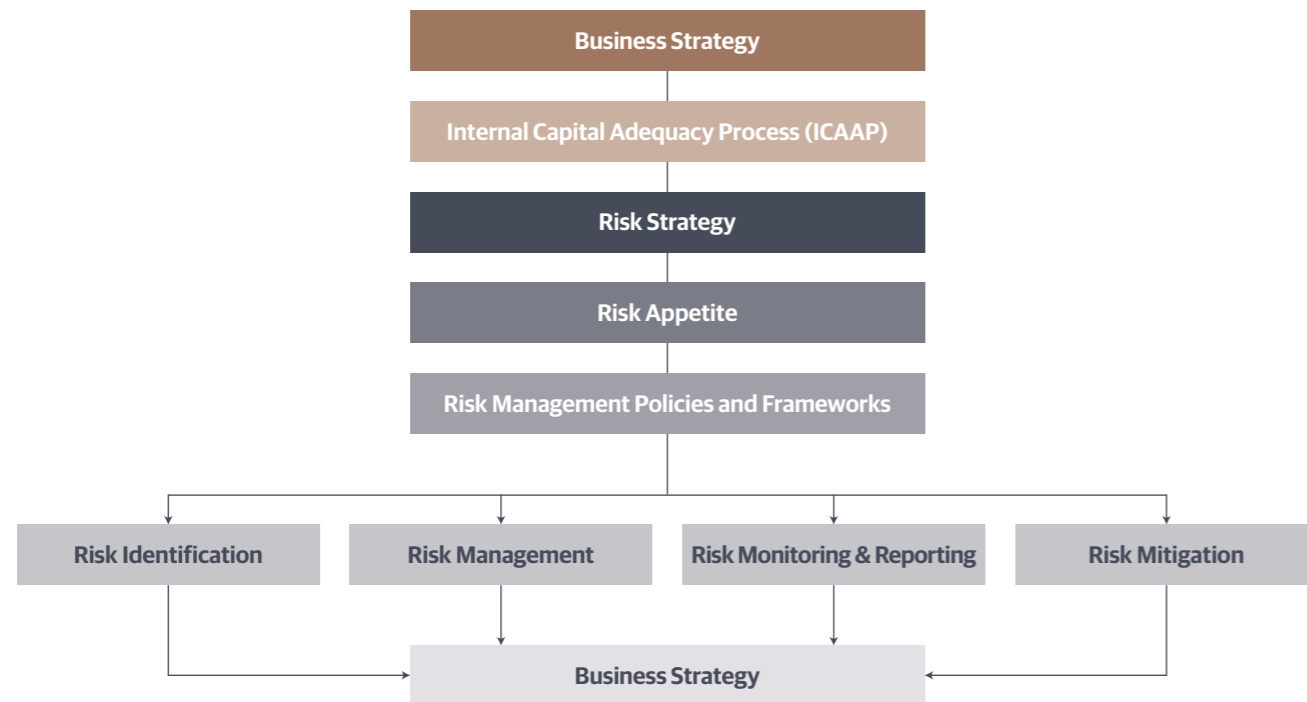 Business Strategy
Internal Capital Adequacy Process (ICAAP)
Risk Strategy
Risk Appetite
Risk Management Policies and Frameworks
Risk Identification
Risk Management
Risk Monitoring & Reporting
Risk Mitigation
Business Strategy